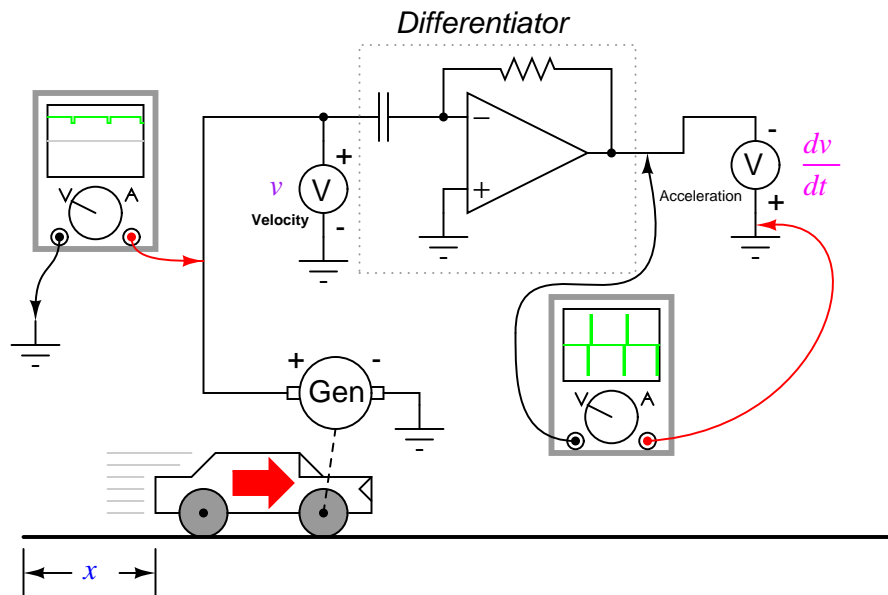 Differentiator
V A
+
-
v
V
Velocity
-
−
+
Acceleration
-
V
+
dv
dt
+
-
Gen
V A
x